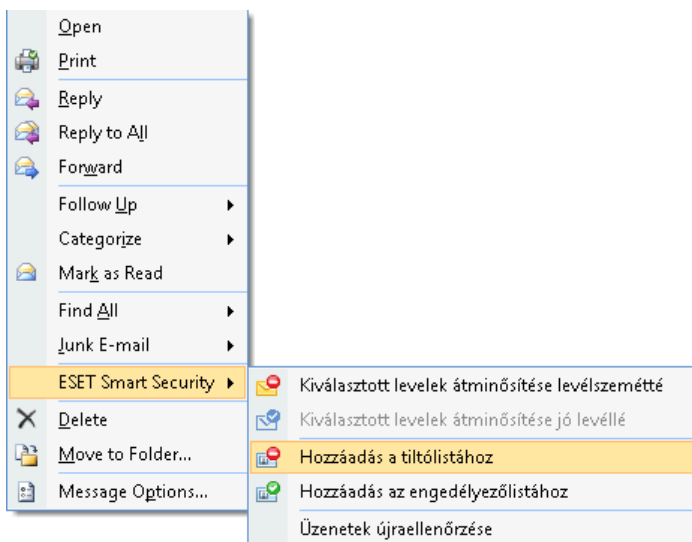 Open
Print
Reply
Reply to All
Forward
Follow Up
Categorize
Mark as Read
Find All
Junk E-mail
ESET Smart Security
Kiválasztott levelek átminősítése levélszemétté
Delete
Kiválasztott levelek átminősítése jó levéllé
Move to Folder...
Hozzáadás a tiltólistához
Message Options...
Hozzáadás az engedélyezőlistához
Üzenetek újraellenőrzése